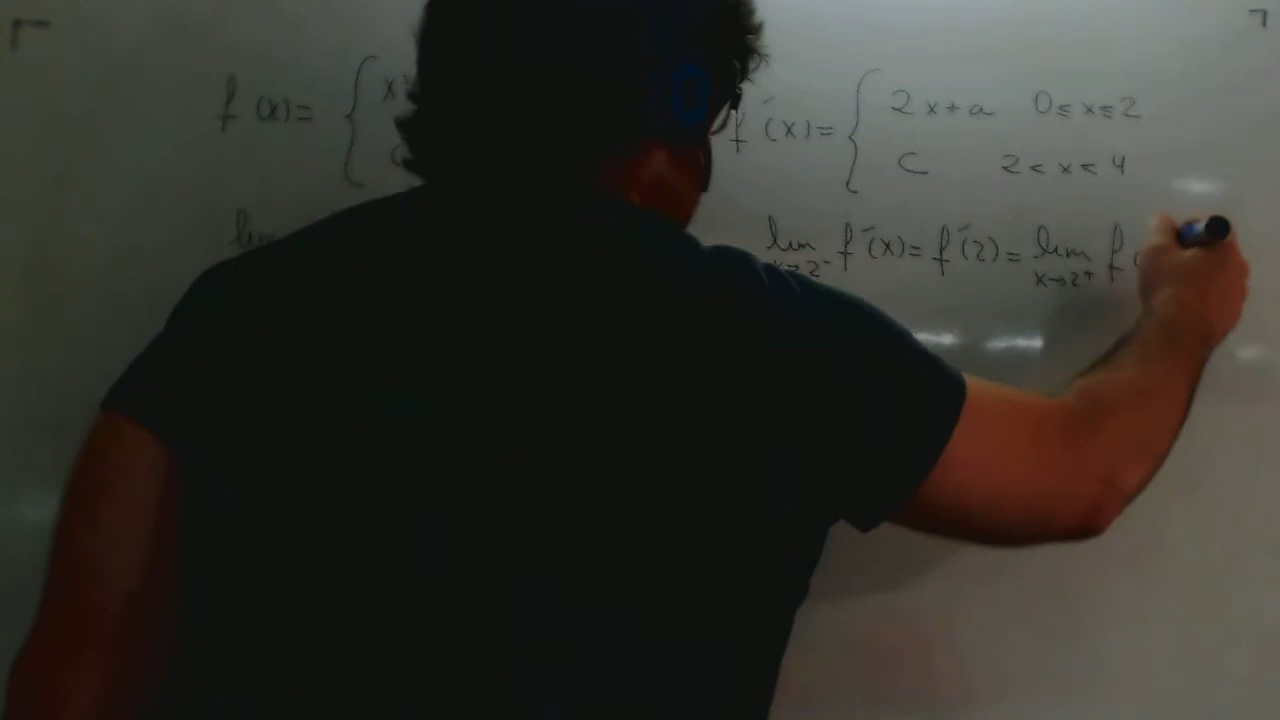 f (x)= { x f´(x)= { 2x+a 0≤x≤2
C 2<x<4
lim lim f´(x)=f´(2)= lim f
x→2⁻ x→2⁺